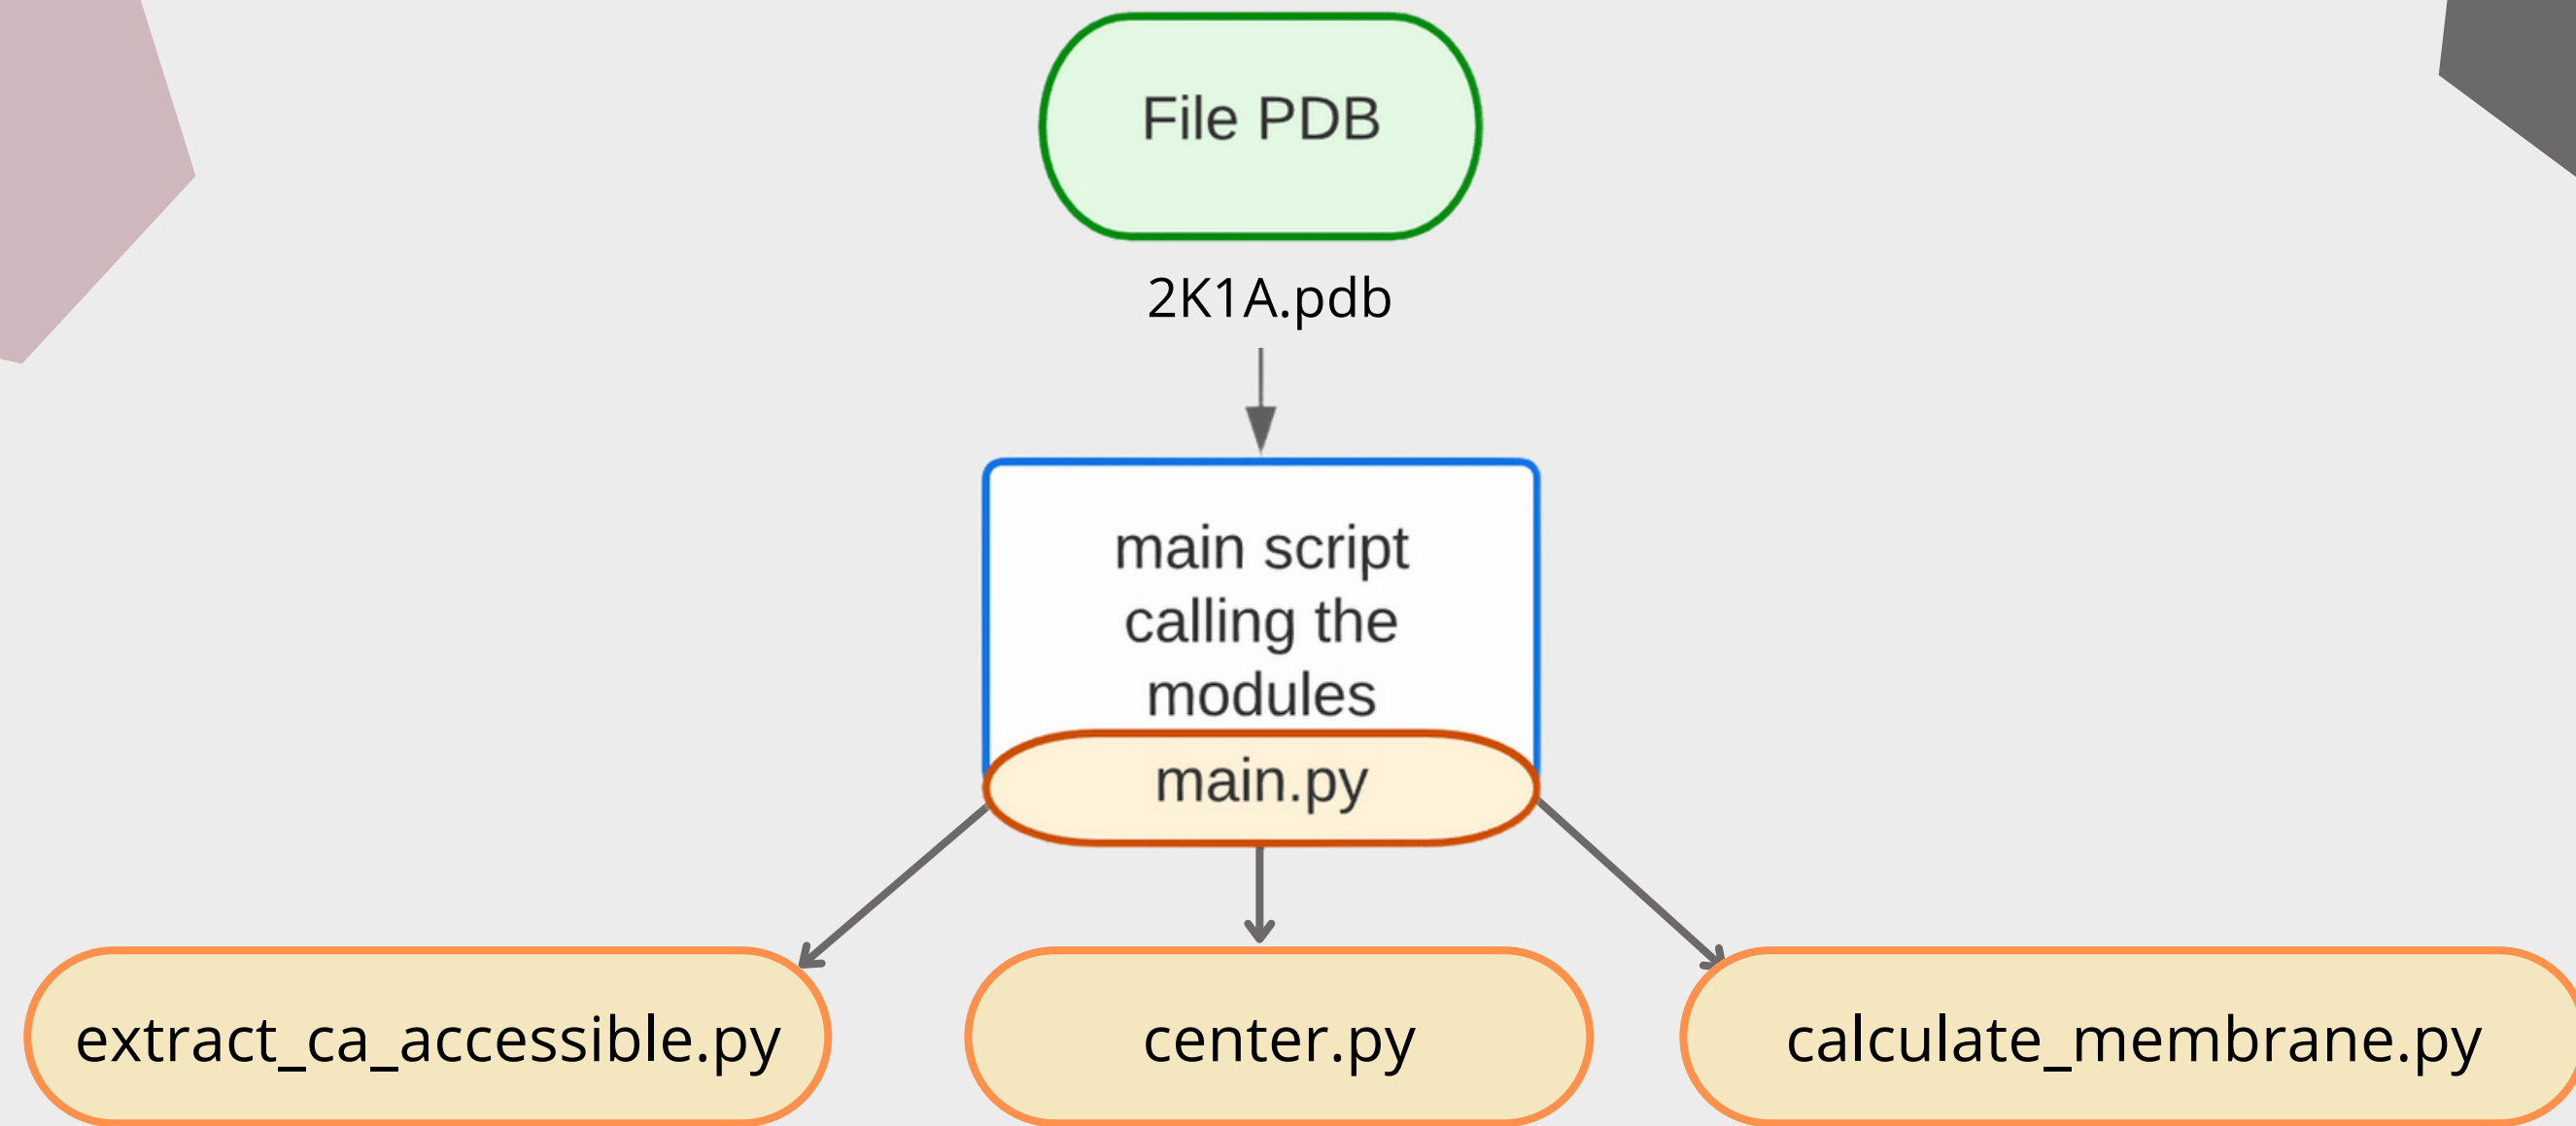 File PDB
2K1A.pdb
main script
calling the
modules
main.py
extract_ca_accessible.py
center.py
calculate_membrane.py